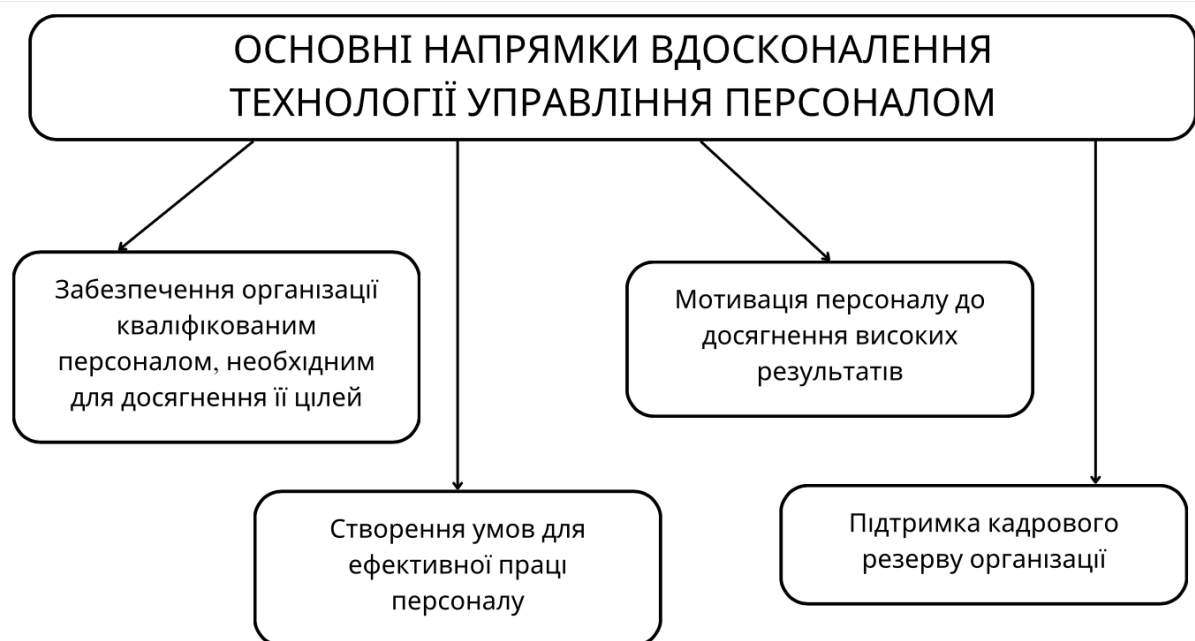 ОСНОВНІ НАПРЯМКИ ВДОСКОНАЛЕННЯ
ТЕХНОЛОГІЇ УПРАВЛІННЯ ПЕРСОНАЛОМ
Забезпечення організації
кваліфікованим
персоналом, необхідним
для досягнення її цілей
Мотивація персоналу до
досягнення високих
результатів
Створення умов для
ефективної праці
персоналу
Підтримка кадрового
резерву організації